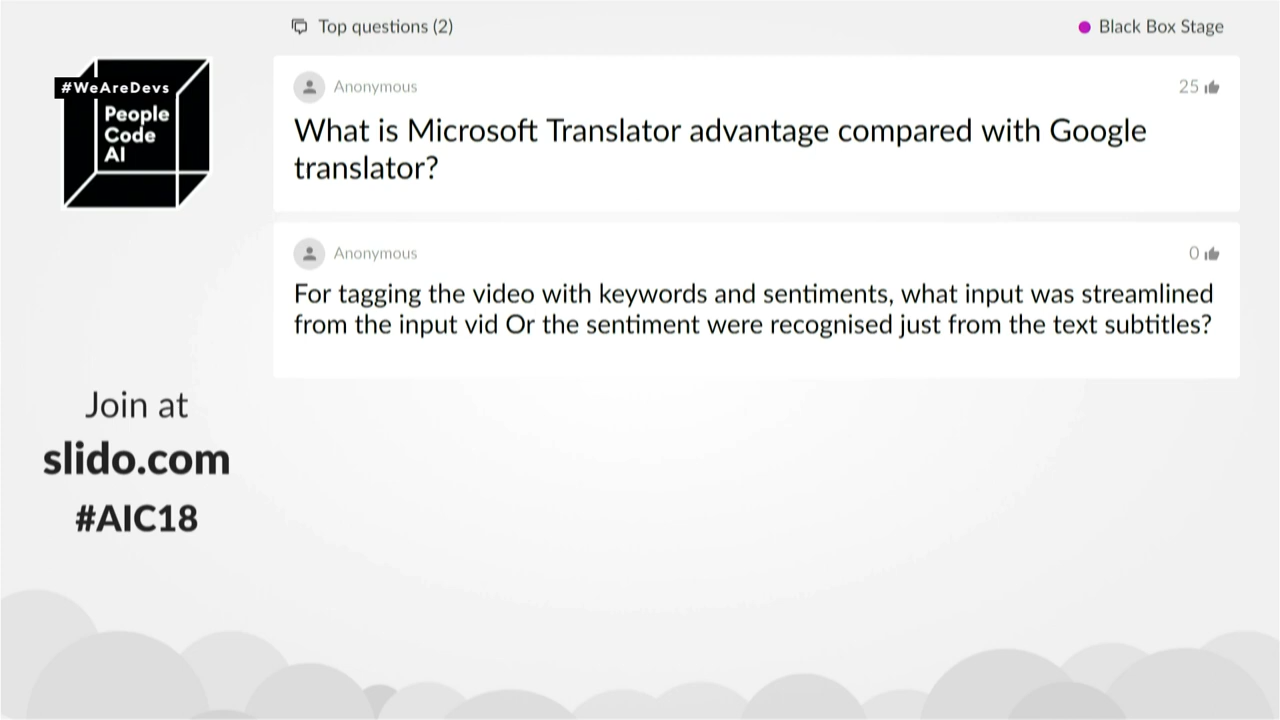 Top questions (2)
Black Box Stage
#WeAreDevs
People
Code
AI
Anonymous
25
What is Microsoft Translator advantage compared with Google
translator?
Anonymous
0
For tagging the video with keywords and sentiments, what input was streamlined
from the input vid Or the sentiment were recognised just from the text subtitles?
Join at
slido.com
#AIC18